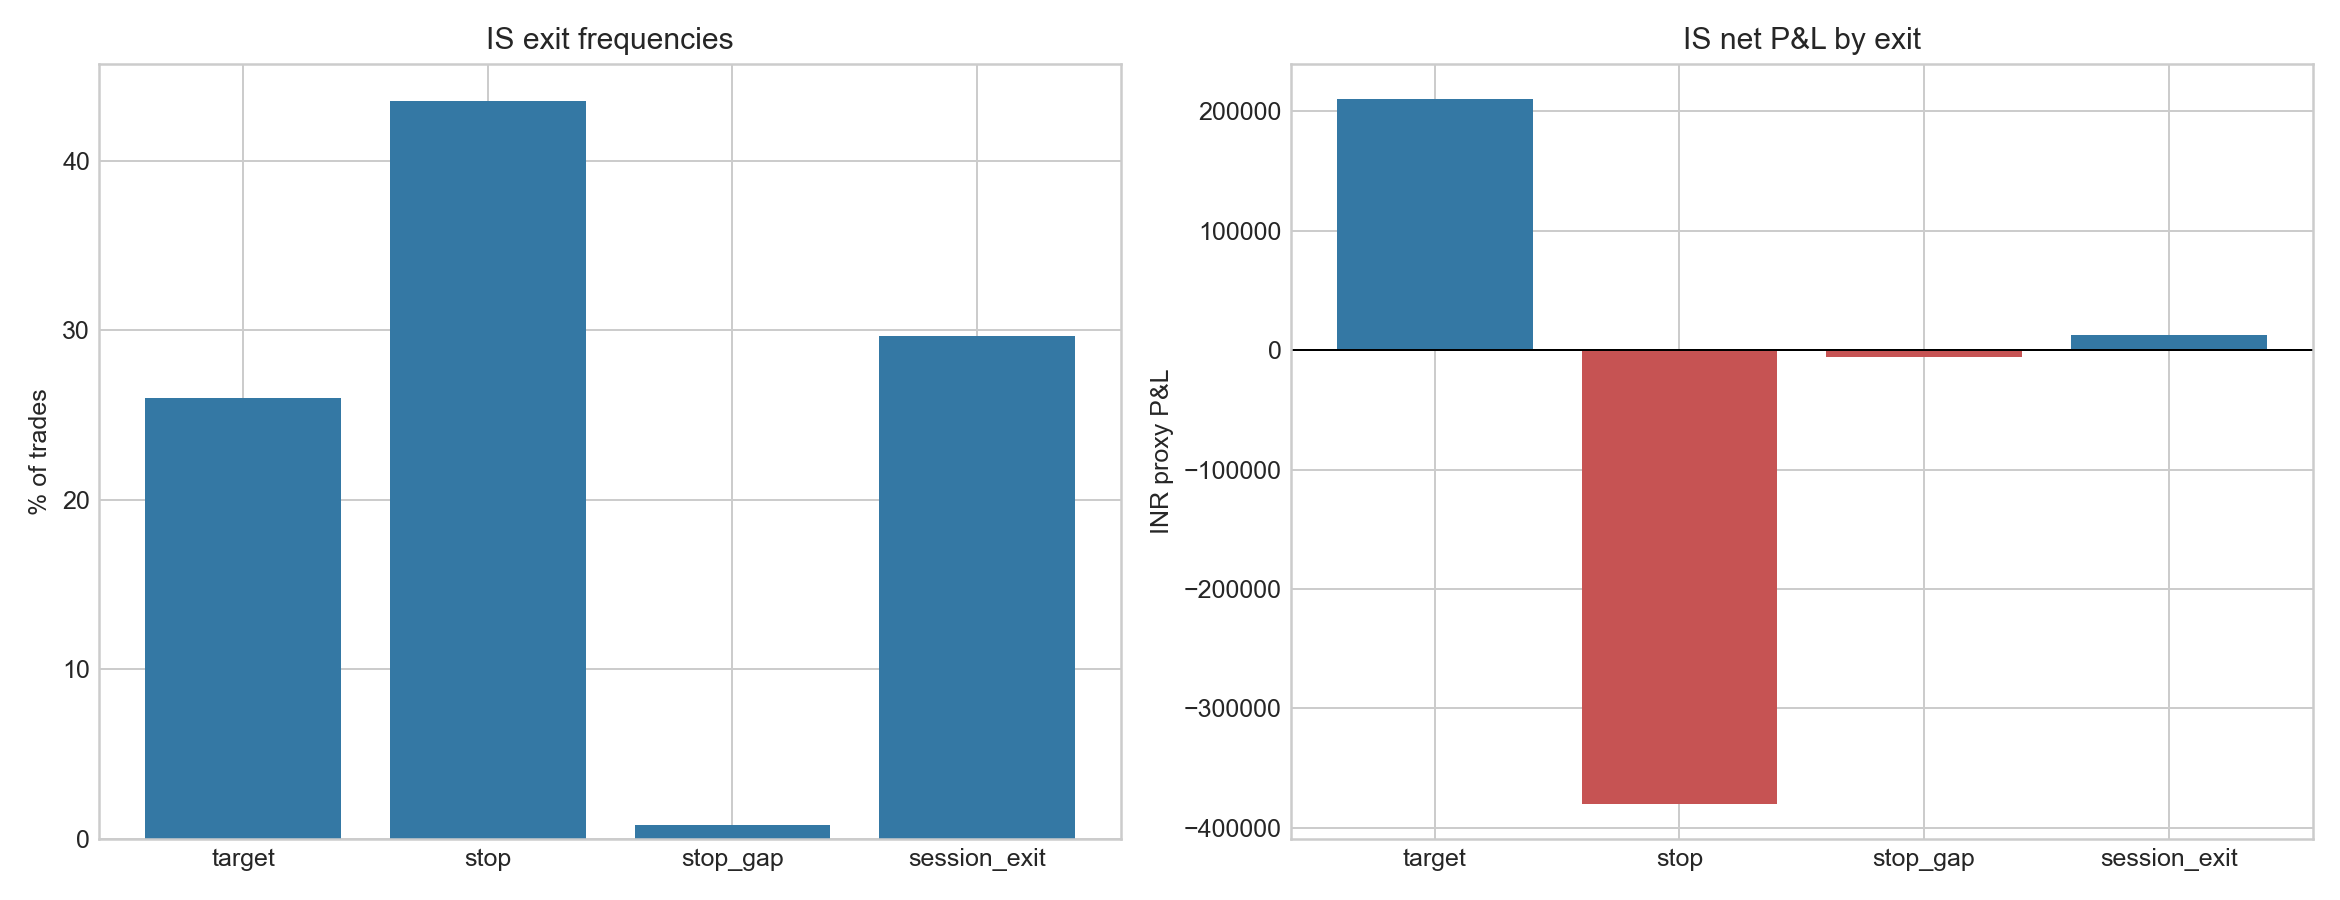 IS exit frequencies
% of trades
40
30
20
10
0
target stop stop_gap session_exit
IS net P&L by exit
INR proxy P&L
200000
100000
0
−100000
−200000
−300000
−400000
target stop stop_gap session_exit